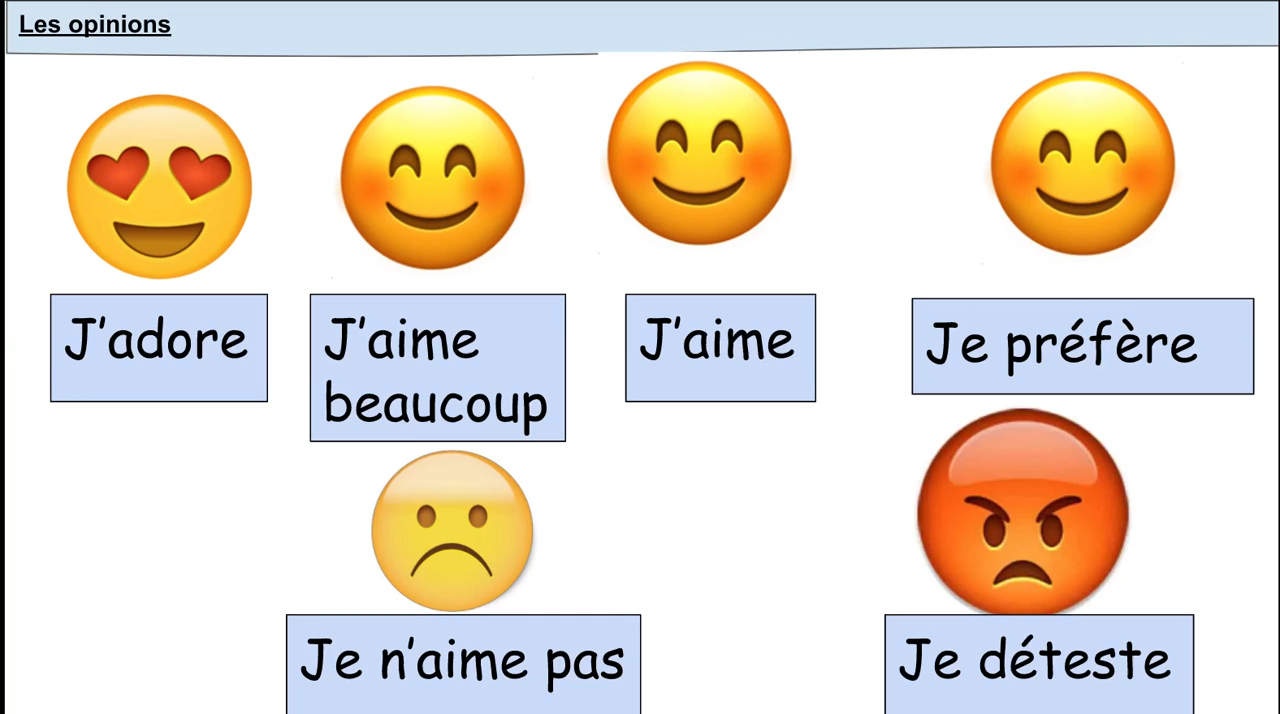 Les opinions
J'adore
J'aime
beaucoup
J'aime
Je préfère
Je n'aime pas
Je déteste